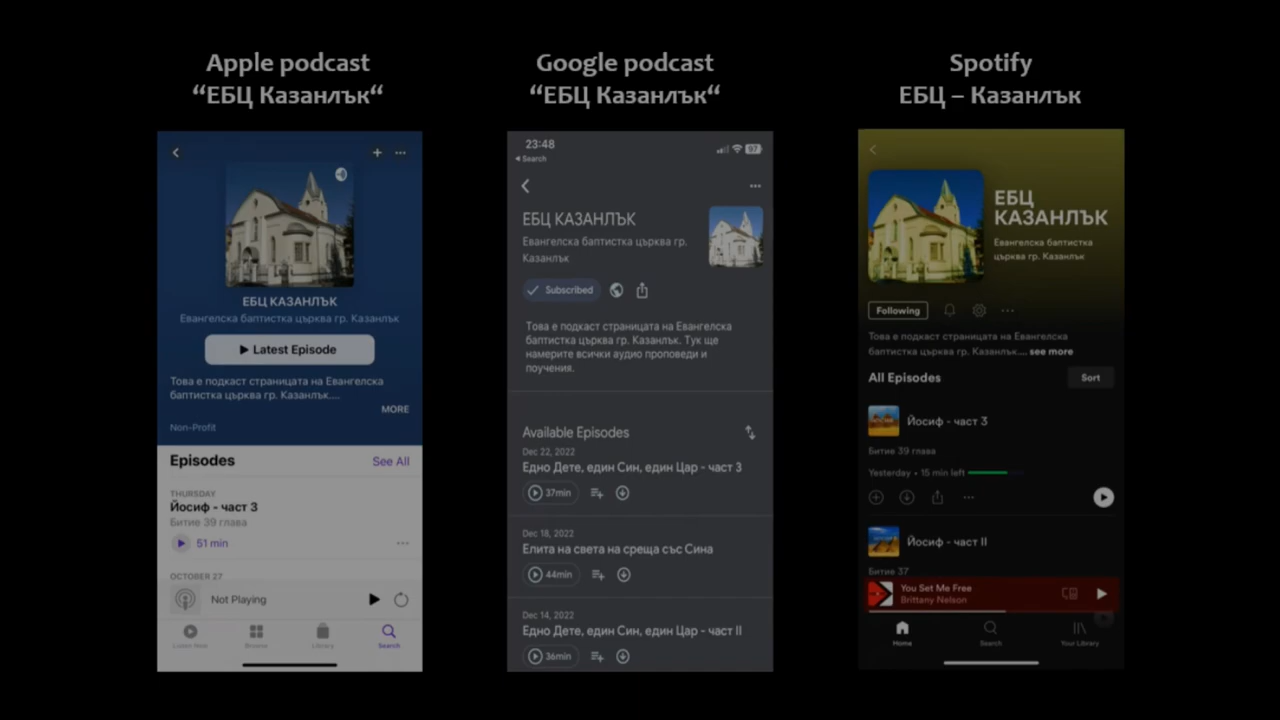 Apple podcast
“ЕБЦ Казанлък“
ЕБЦ КАЗАНЛЪК
Евангелска баптистка църква гр. Казанлък
Latest Episode
Това е подкаст страницата на Евангелска
баптистка църква гр. Казанлък....
MORE
Non-Profit
Episodes
See All
THURSDAY
Йосиф - част 3
Битие 39 глава
51 min
OCTOBER 27
Not Playing
Listen Now
Browse
Library
Search
Google podcast
“ЕБЦ Казанлък“
23:48
97
Search
ЕБЦ КАЗАНЛЪК
Евангелска баптистка църква гр.
Казанлък
Subscribed
Това е подкаст страницата на Евангелска
баптистка църква гр. Казанлък. Тук ще
намерите всички аудио проповеди и
поучения.
Available Episodes
Dec 22, 2022
Едно Дете, един Син, един Цар - част 3
37min
Dec 18, 2022
Елита на света на среща със Сина
44min
Dec 14, 2022
Едно Дете, един Син, един Цар - част II
36min
Spotify
ЕБЦ – Казанлък
ЕБЦ
КАЗАНЛЪК
Евангелска баптистка
църква гр. Казанлък
Following
Това е подкаст страницата на Евангелска
баптистка църква гр. Казанлък.... see more
All Episodes
Sort
Йосиф - част 3
Битие 39 глава
Yesterday • 15 min left
Йосиф - част II
Битие 37
You Set Me Free
Brittany Nelson
Home
Search
Your Library